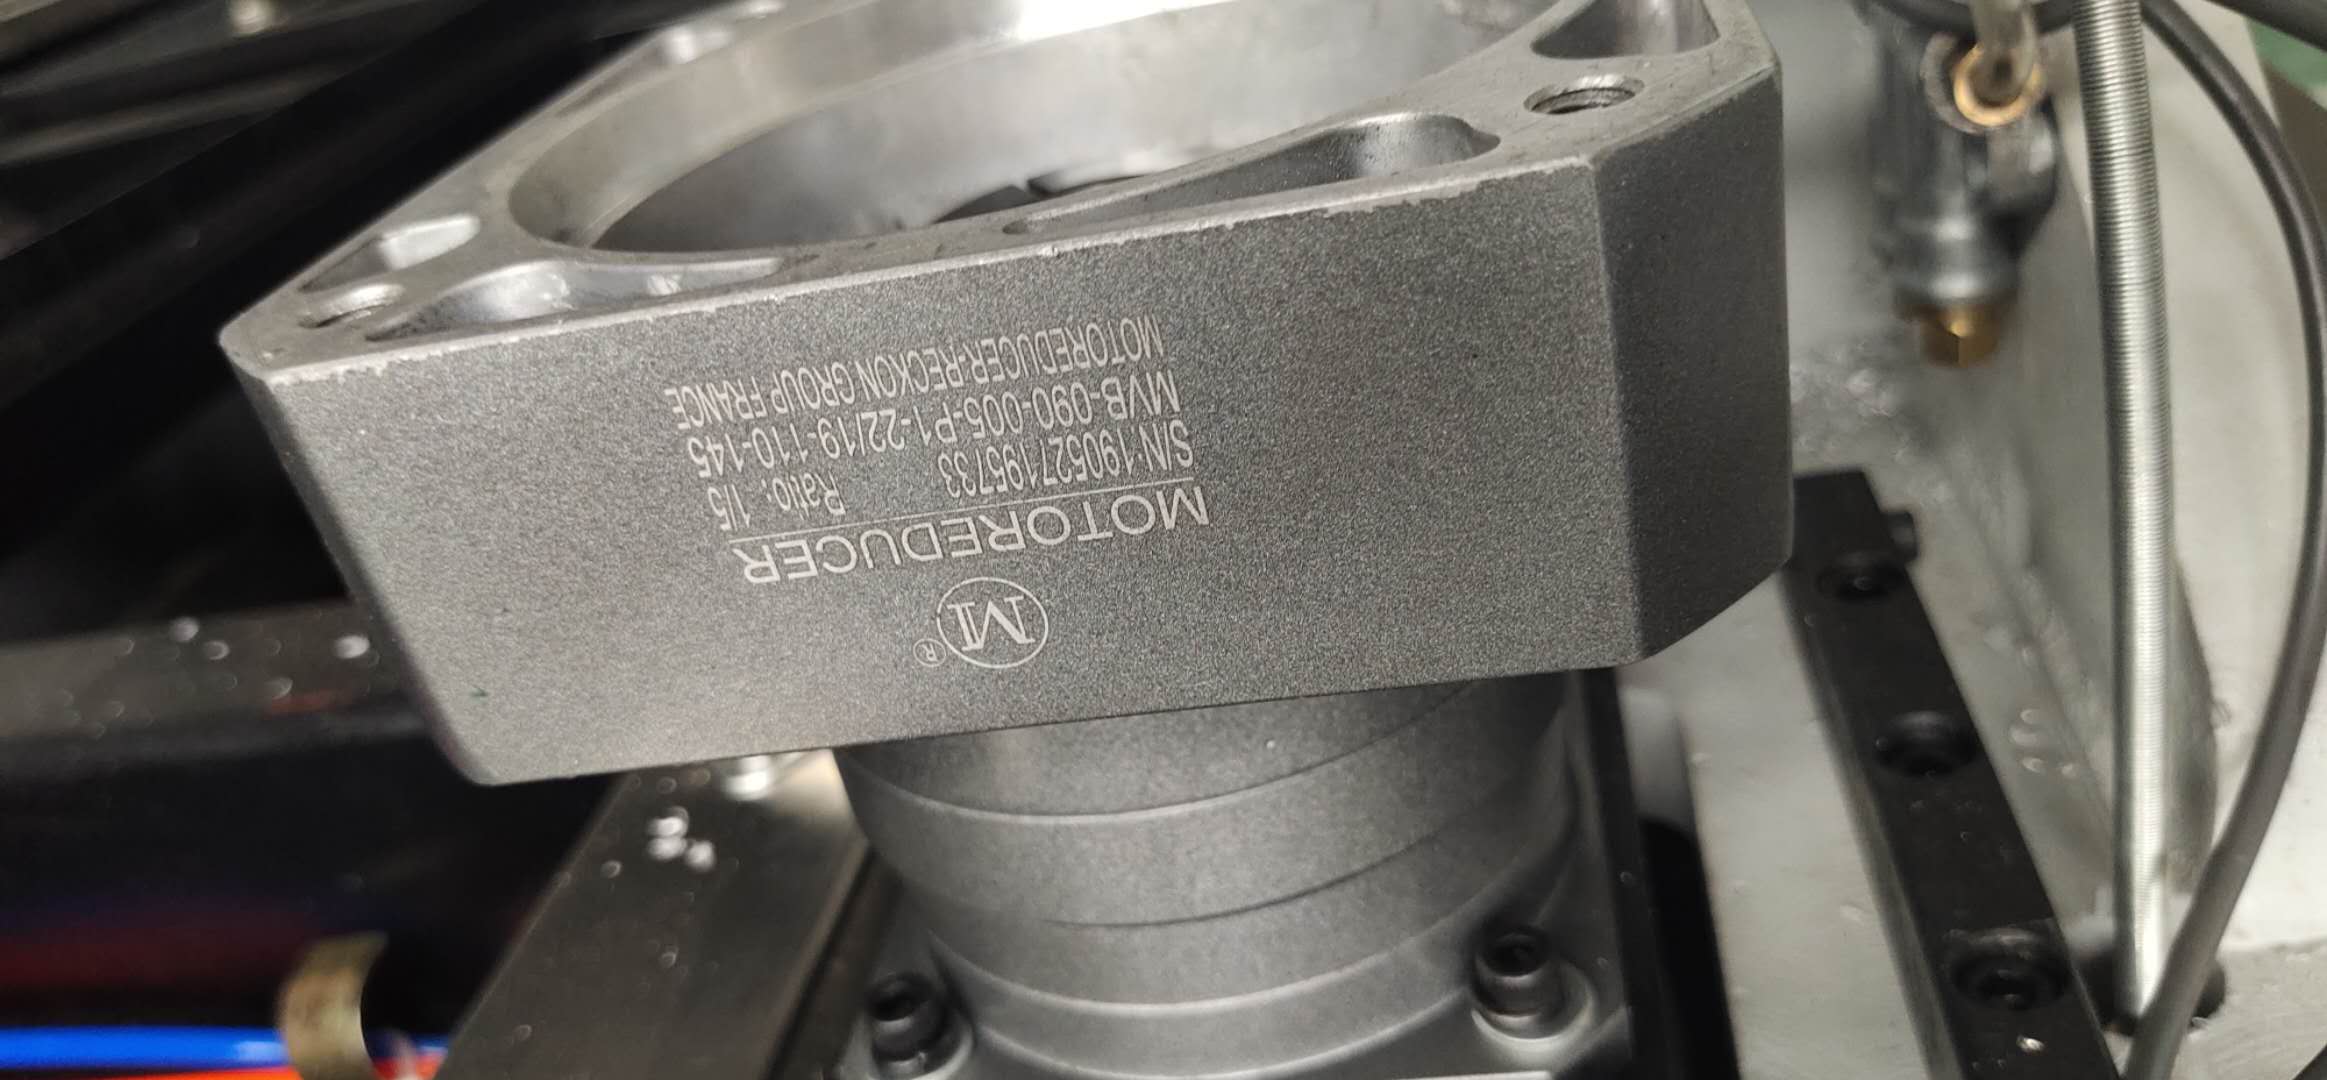 M®
MOTOREDUCER
S/N:190527195733 Ratio: 1/5
MVB-090-005-P1-22/19-110-145
MOTOREDUCER-RECKON GROUP FRANCE